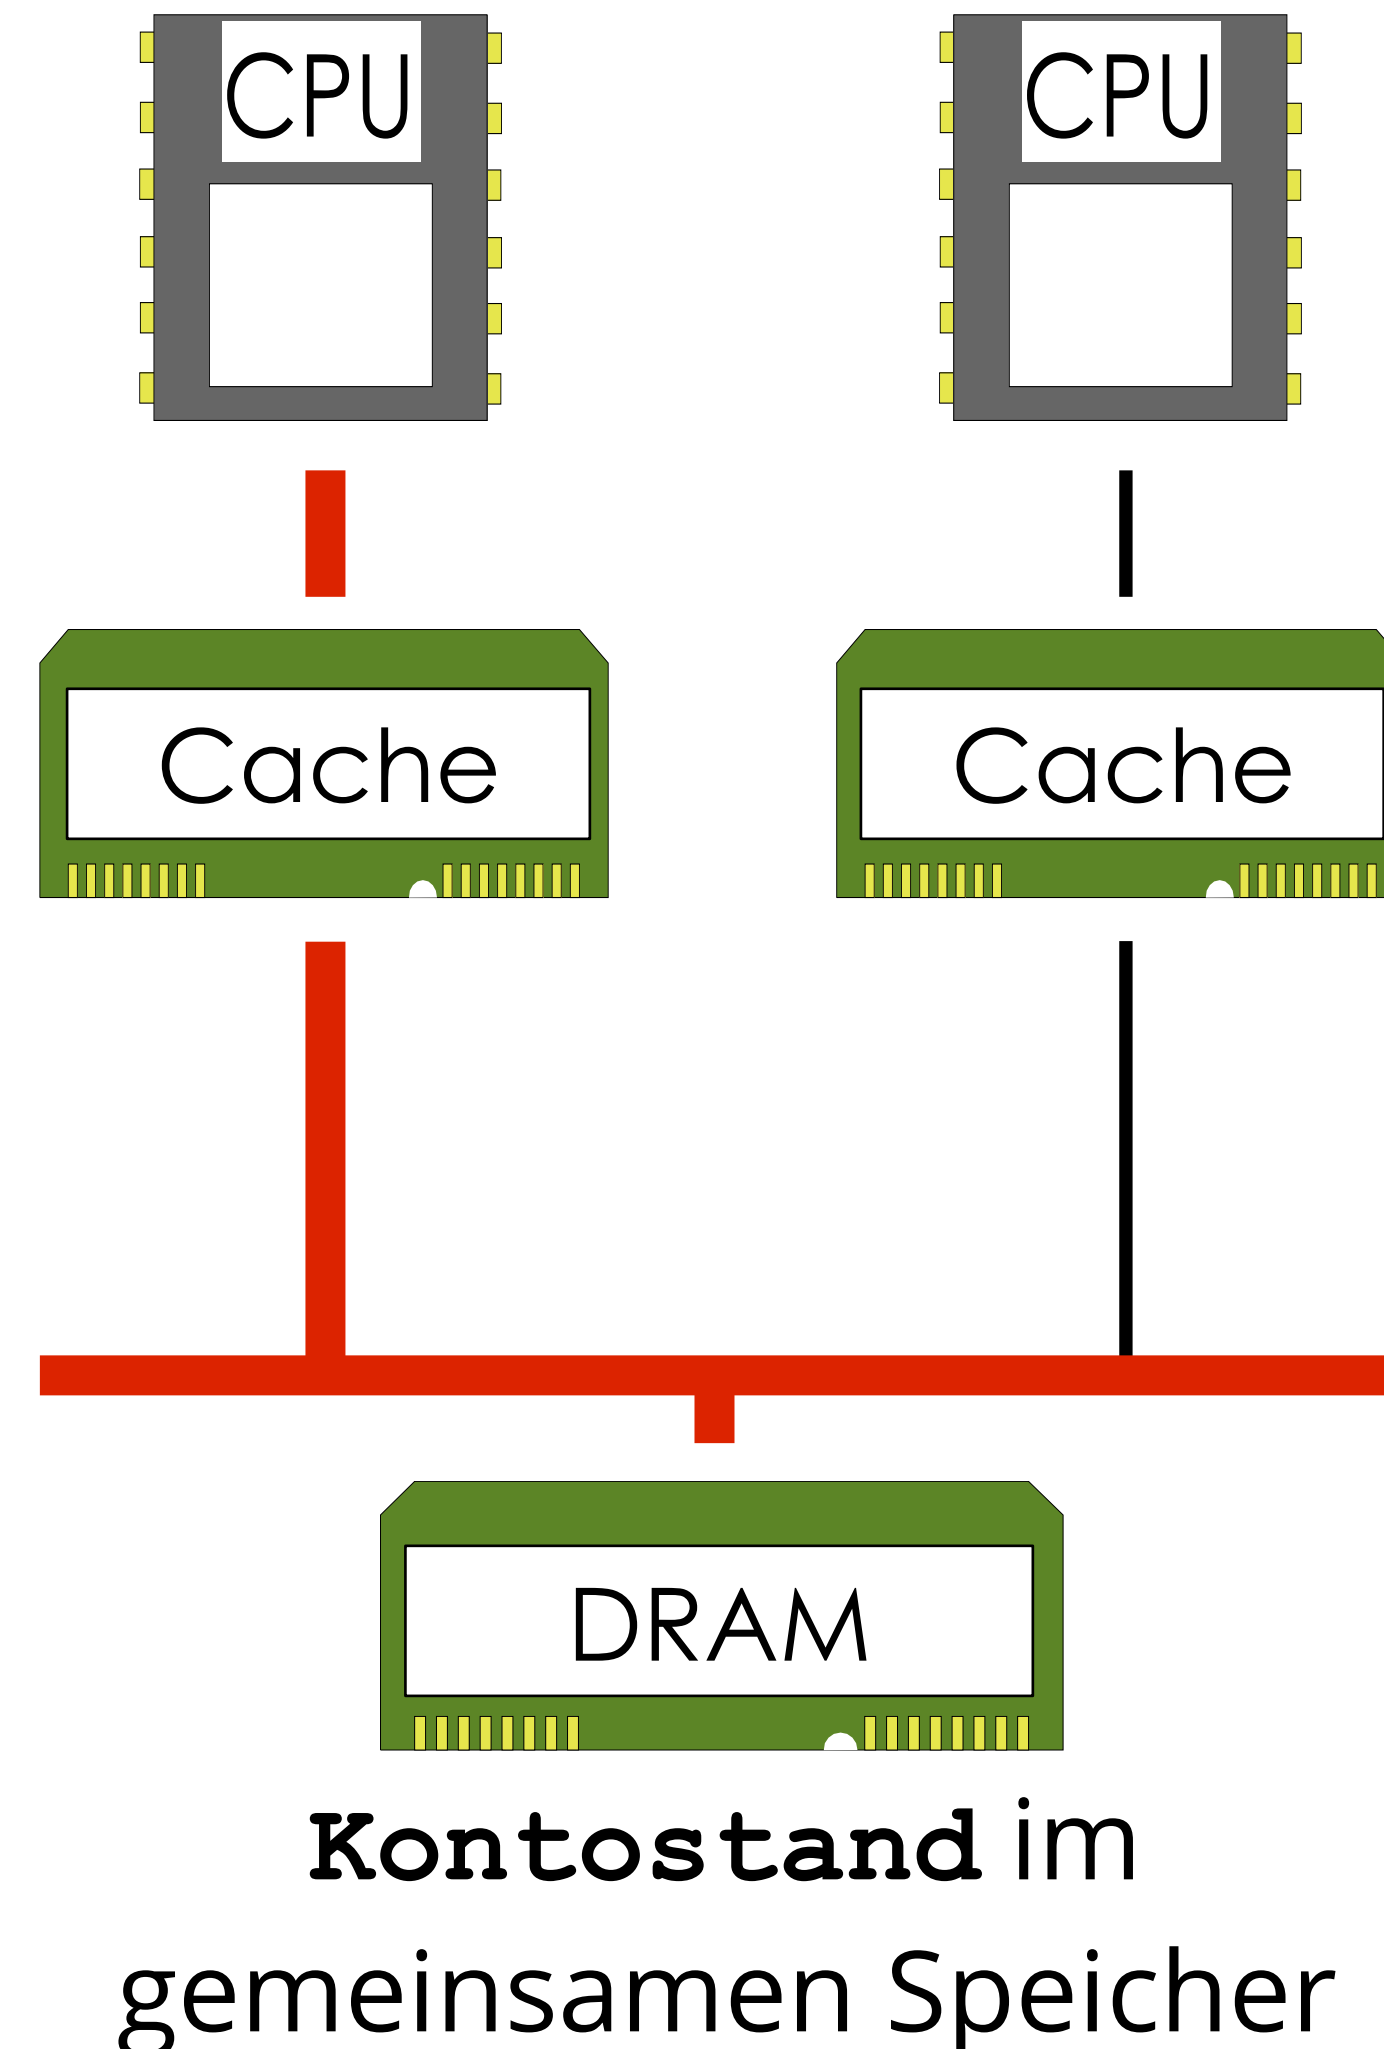 CPU CPU
Cache Cache
DRAM
Kontostand im
gemeinsamen Speicher